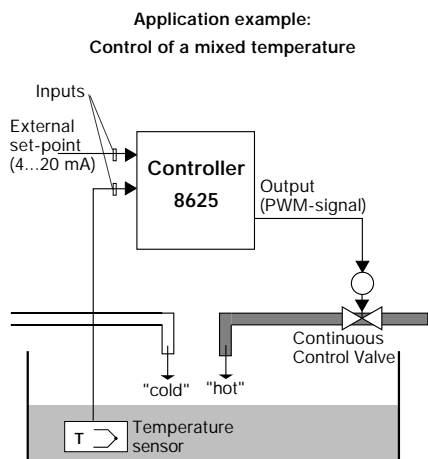 Application example:
Control of a mixed temperature
Inputs
External
set-point
(4...20 mA)
Controller
8625
Output
(PWM-signal)
Continuous
Control Valve
"cold"
"hot"
T
Temperature
sensor